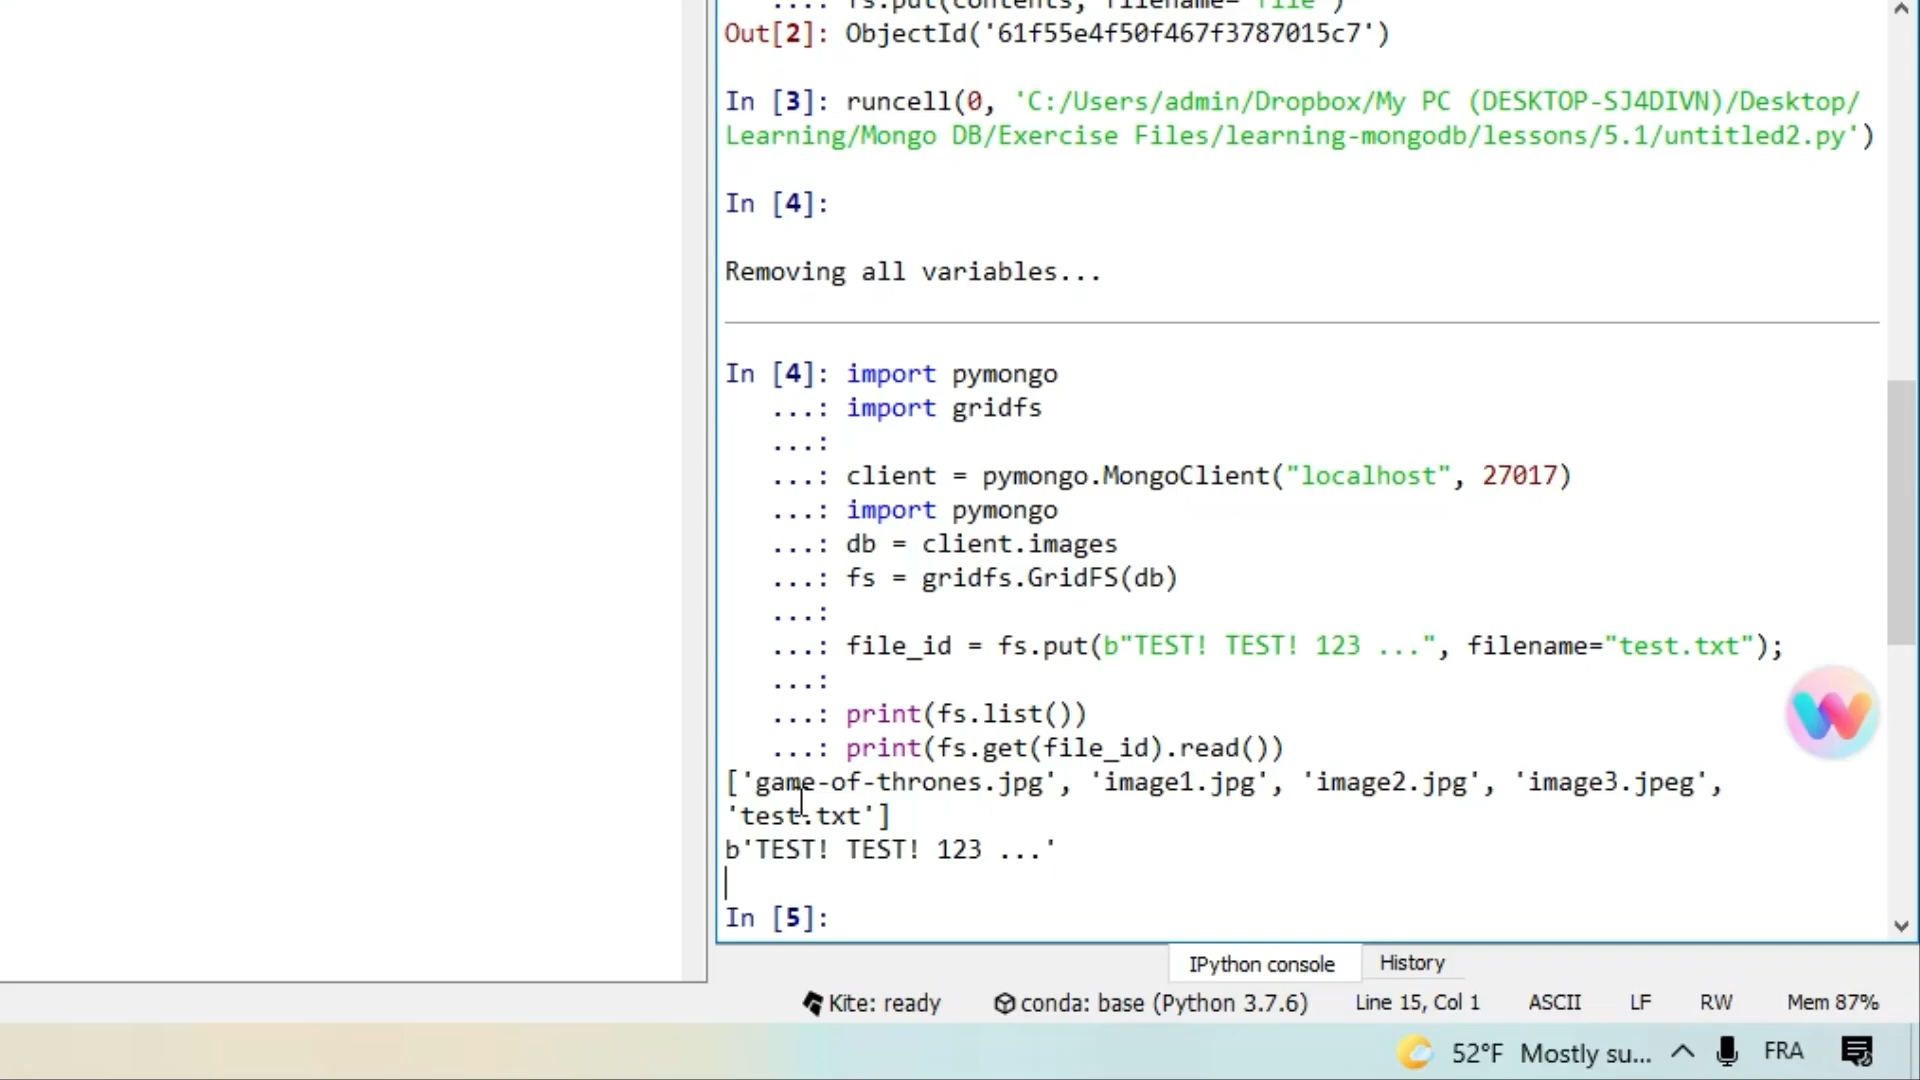 ...: fs.put(contents, filename="file")
Out[2]: ObjectId('61f55e4f50f467f3787015c7')
In [3]: runcell(0, 'C:/Users/admin/Dropbox/My PC (DESKTOP-SJ4DIVN)/Desktop/
Learning/Mongo DB/Exercise Files/learning-mongodb/lessons/5.1/untitled2.py')
In [4]:
Removing all variables...
In [4]: import pymongo
...: import gridfs
...:
...: client = pymongo.MongoClient("localhost", 27017)
...: import pymongo
...: db = client.images
...: fs = gridfs.GridFS(db)
...:
...: file_id = fs.put(b"TEST! TEST! 123 ...", filename="test.txt");
...:
...: print(fs.list())
...: print(fs.get(file_id).read())
['game-of-thrones.jpg', 'image1.jpg', 'image2.jpg', 'image3.jpeg',
'test.txt']
b'TEST! TEST! 123 ...'
In [5]:
IPython console History
Kite: ready conda: base (Python 3.7.6) Line 15, Col 1 ASCII LF RW Mem 87%
52°F Mostly su... FRA